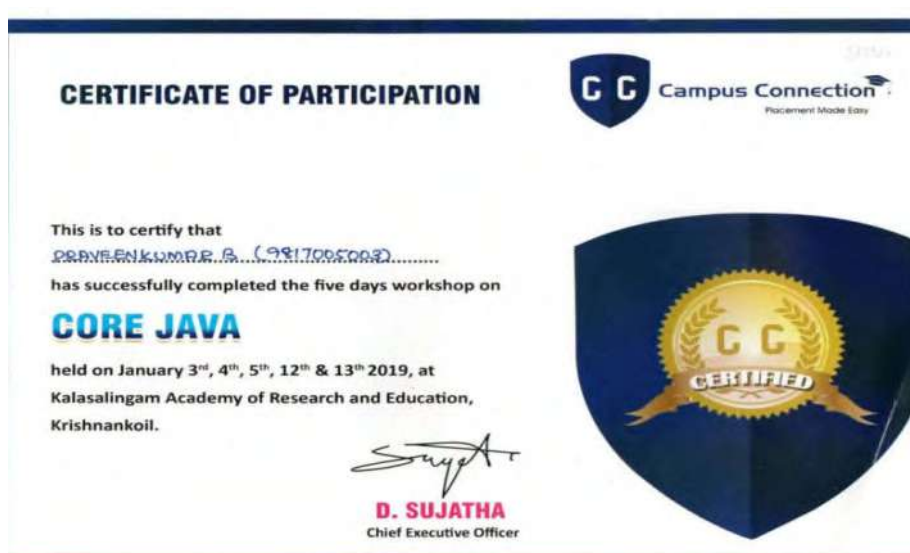 CERTIFICATE OF PARTICIPATION
CC Campus Connection
Placement Made Easy
This is to certify that
PRAVEENKUMAR B (9817005003)
has successfully completed the five days workshop on
CORE JAVA
held on January 3rd, 4th, 5th, 12th & 13th 2019, at
Kalasalingam Academy of Research and Education,
Krishnankoil.
CC
CERTIFIED
D. SUJATHA
Chief Executive Officer